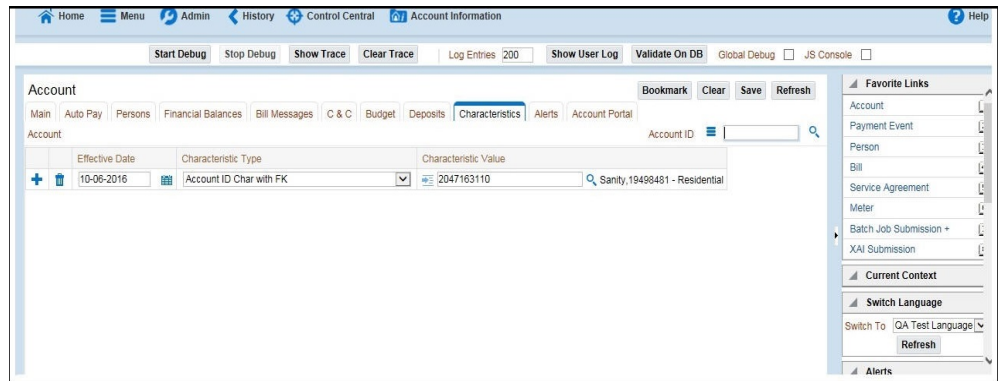 Home Menu Admin History Control Central Account Information Help
Start Debug Stop Debug Show Trace Clear Trace Log Entries 200 Show User Log Validate On DB Global Debug JS Console
Account Bookmark Clear Save Refresh
Main Auto Pay Persons Financial Balances Bill Messages C & C Budget Deposits Characteristics Alerts Account Portal
Account Account ID
Effective Date Characteristic Type Characteristic Value
10-06-2016 Account ID Char with FK 2047163110 Sanity,19498481 - Residential
Favorite Links
Account
Payment Event
Person
Bill
Service Agreement
Meter
Batch Job Submission +
XAI Submission
Current Context
Switch Language
Switch To QA Test Language
Refresh
Alerts